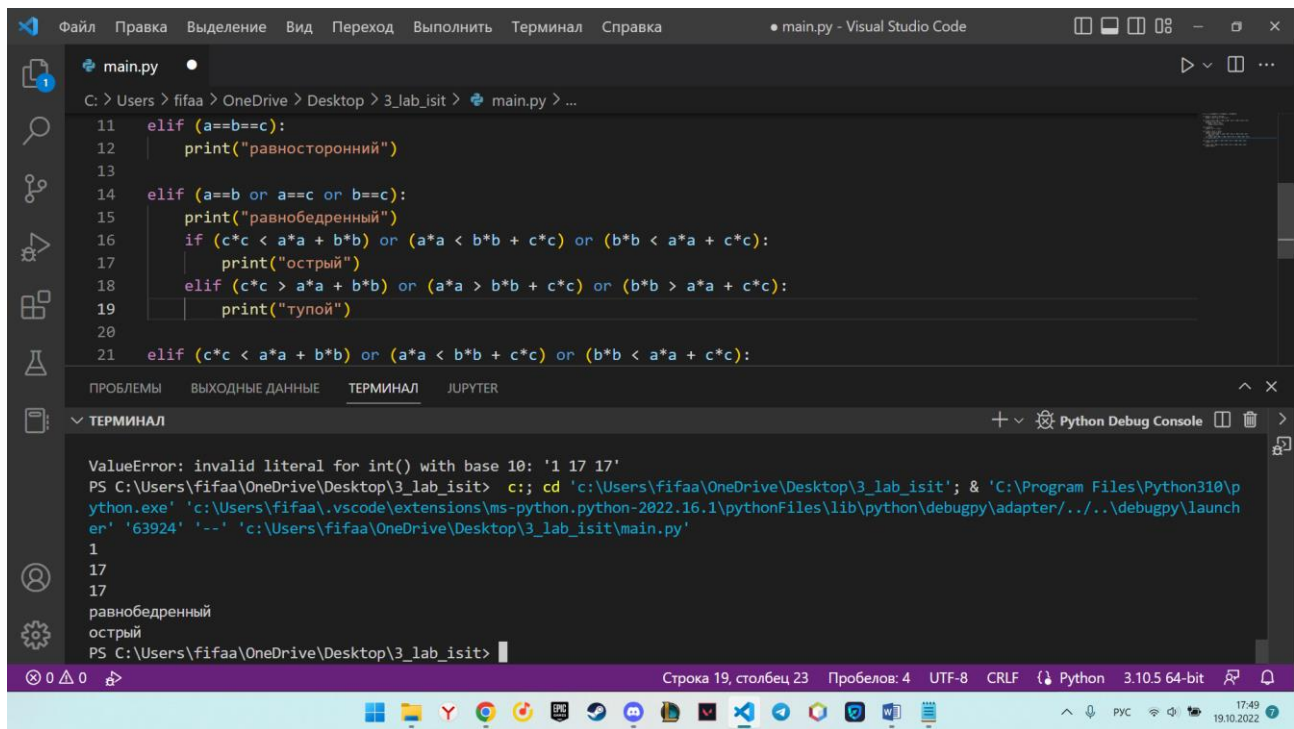 Файл Правка Выделение Вид Переход Выполнить Терминал Справка ● main.py - Visual Studio Code
main.py ●
C: > Users > fifaa > OneDrive > Desktop > 3_lab_isit > main.py > ...
11 elif (a==b==c):
12 print("равносторонний")
13
14 elif (a==b or a==c or b==c):
15 print("равнобедренный")
16 if (c*c < a*a + b*b) or (a*a < b*b + c*c) or (b*b < a*a + c*c):
17 print("острый")
18 elif (c*c > a*a + b*b) or (a*a > b*b + c*c) or (b*b > a*a + c*c):
19 print("тупой")
20
21 elif (c*c < a*a + b*b) or (a*a < b*b + c*c) or (b*b < a*a + c*c):
ПРОБЛЕМЫ ВЫХОДНЫЕ ДАННЫЕ ТЕРМИНАЛ JUPYTER
ТЕРМИНАЛ Python Debug Console
ValueError: invalid literal for int() with base 10: '1 17 17'
PS C:\Users\fifaa\OneDrive\Desktop\3_lab_isit> c:; cd 'c:\Users\fifaa\OneDrive\Desktop\3_lab_isit'; & 'C:\Program Files\Python310\p
ython.exe' 'c:\Users\fifaa\.vscode\extensions\ms-python.python-2022.16.1\pythonFiles\lib\python\debugpy\adapter/../..\debugpy\launch
er' '63924' '--' 'c:\Users\fifaa\OneDrive\Desktop\3_lab_isit\main.py'
1
17
17
равнобедренный
острый
PS C:\Users\fifaa\OneDrive\Desktop\3_lab_isit>
1
0 0 Строка 19, столбец 23 Пробелов: 4 UTF-8 CRLF Python 3.10.5 64-bit
EPIC
РУС 17:49
19.10.2022 7